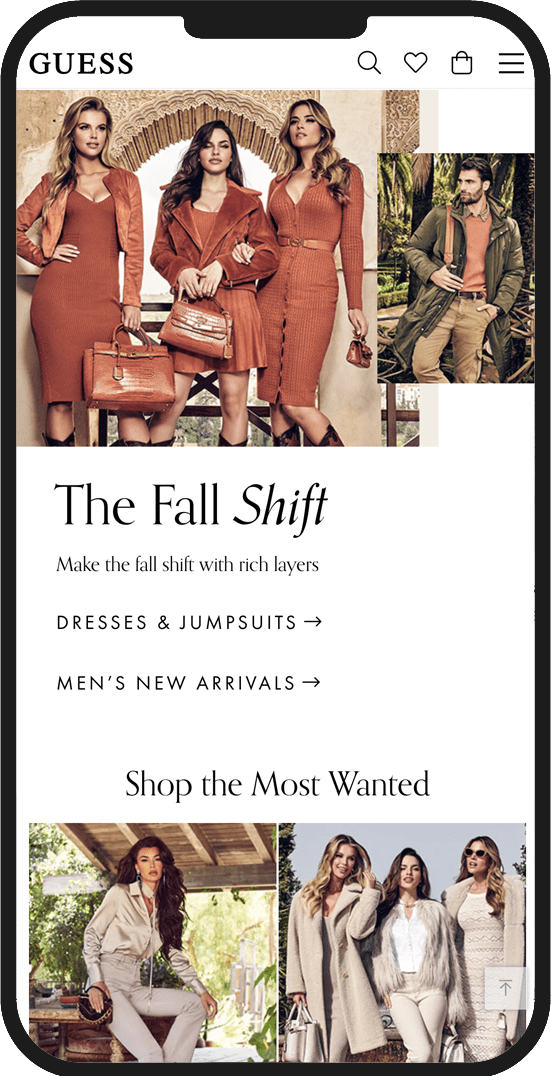 GUESS
The Fall Shift
Make the fall shift with rich layers
DRESSES & JUMPSUITS →
MEN’S NEW ARRIVALS →
Shop the Most Wanted